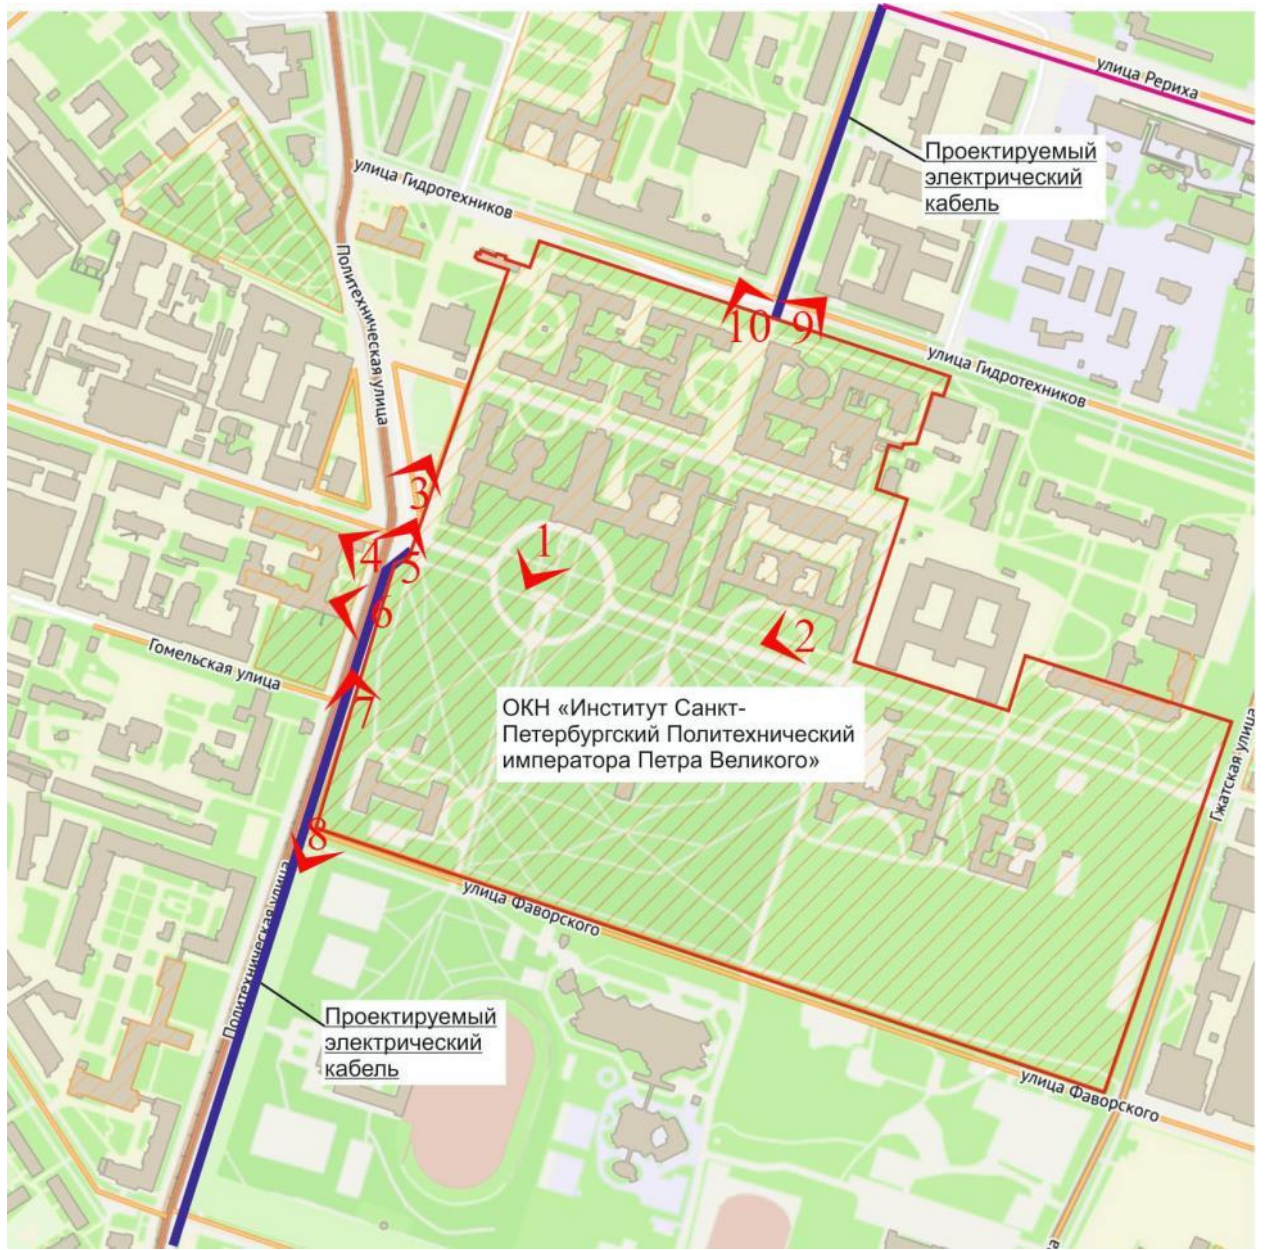 улица Рериха
Проектируемый
электрический
кабель
улица Гидротехников
Политехническая улица
10
9
улица Гидротехников
3
4
5
1
6
2
Гомельская улица
7
ОКН «Институт Санкт-
Петербургский Политехнический
императора Петра Великого»
Гжатская улица
8
улица Фаворского
Политехническая улица
Проектируемый
электрический
кабель
улица Фаворского